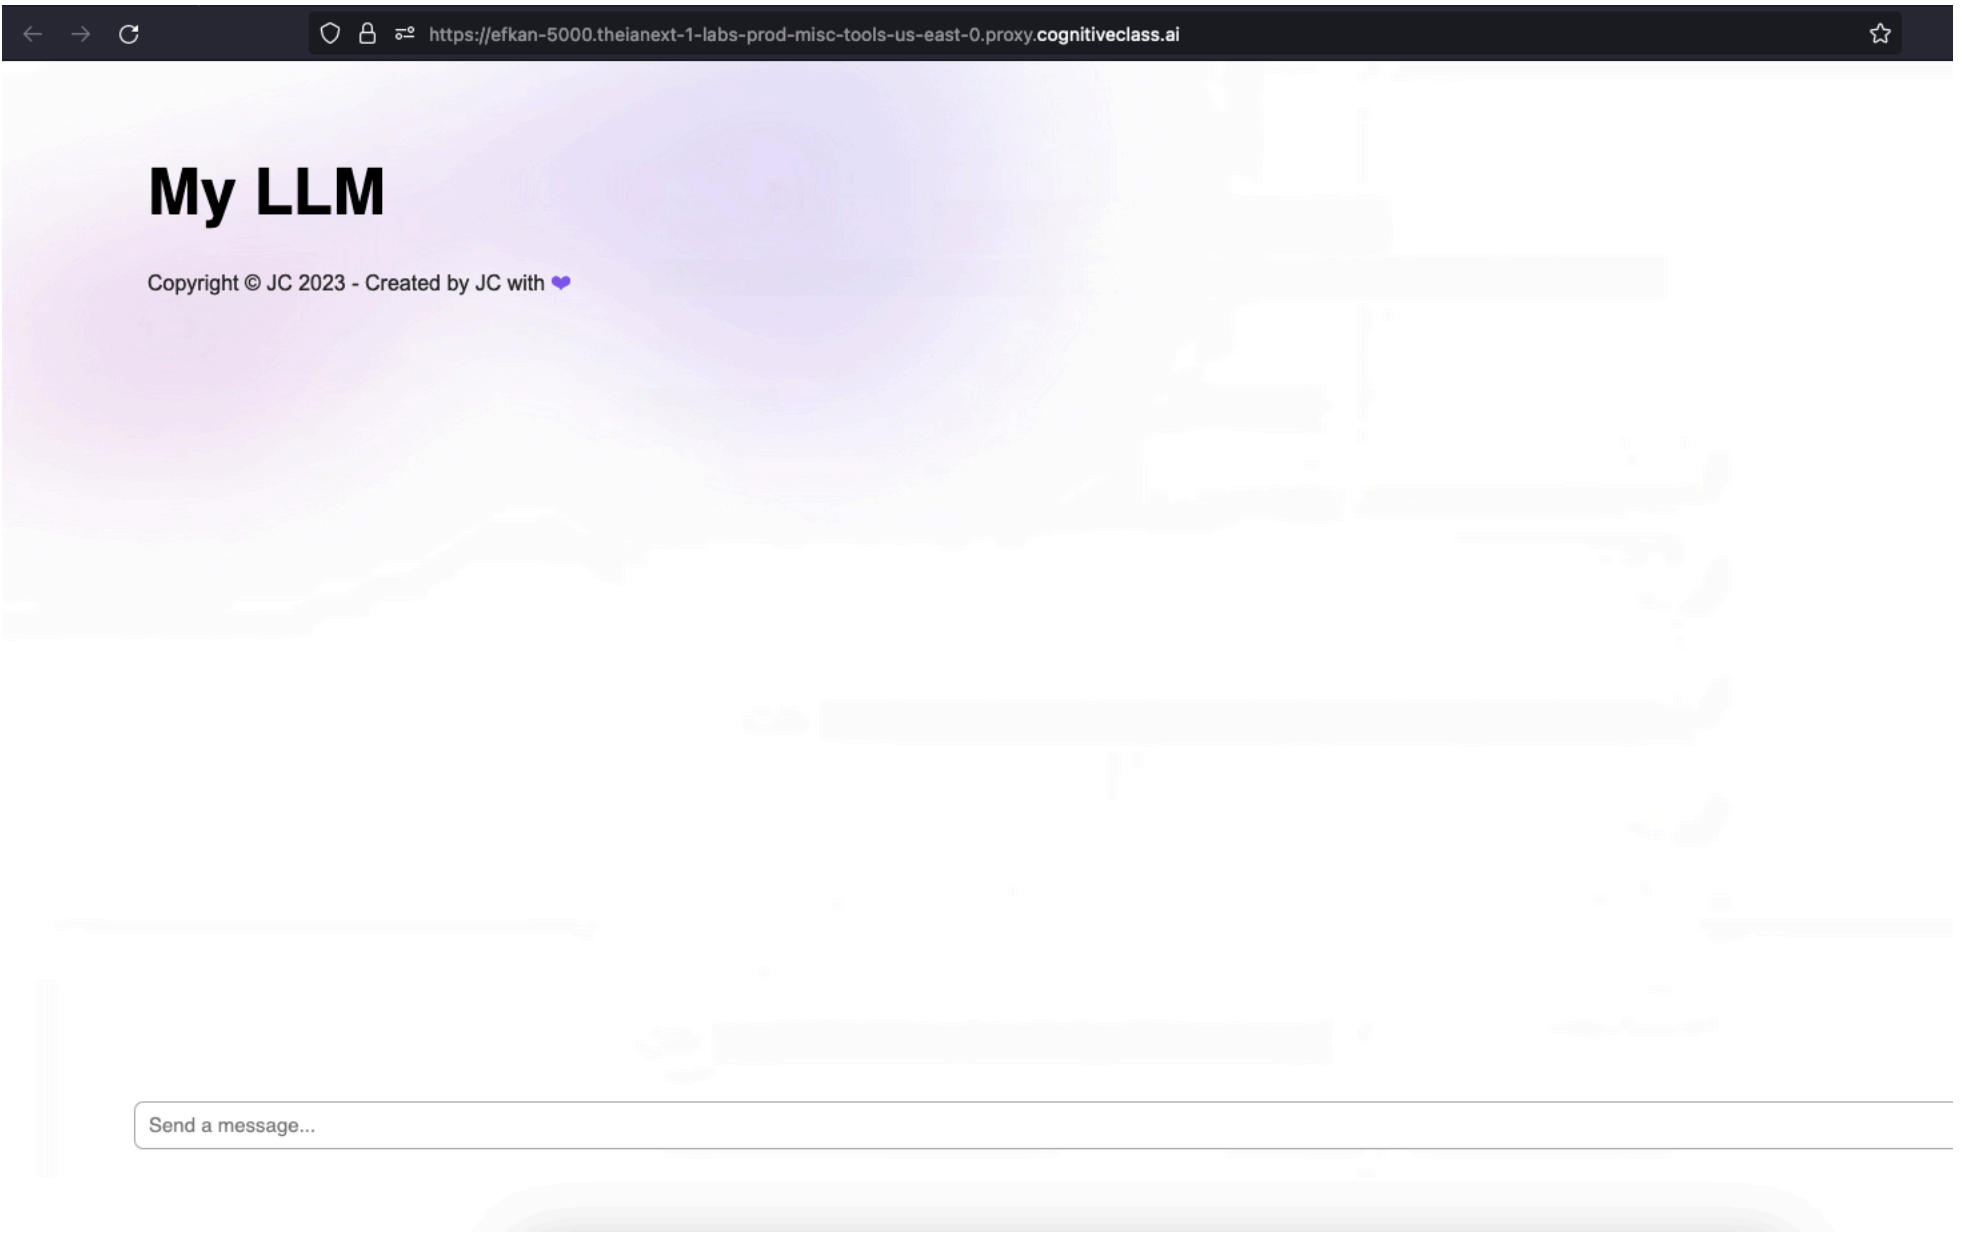 https://efkan-5000.theianext-1-labs-prod-misc-tools-us-east-0.proxy.cognitiveclass.ai
My LLM
Copyright © JC 2023 - Created by JC with 💜
Send a message...